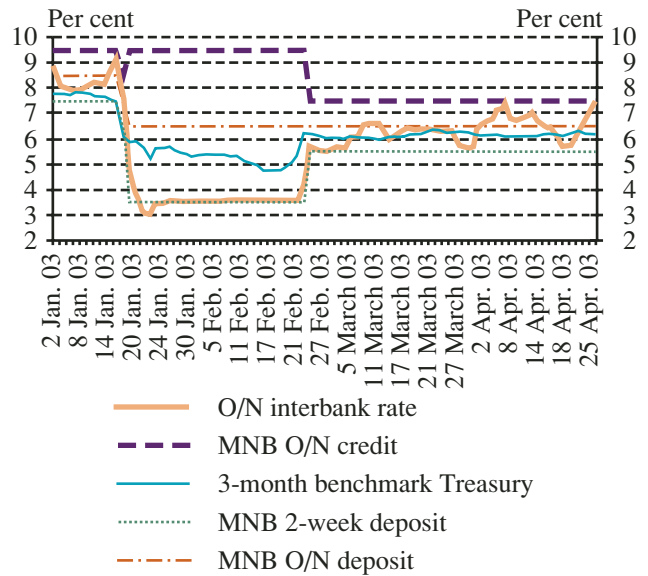 Per cent Per cent
10 10
9 9
8 8
7 7
6 6
5 5
4 4
3 3
2 2
2 Jan. 03
8 Jan. 03
14 Jan. 03
20 Jan. 03
24 Jan. 03
30 Jan. 03
5 Feb. 03
11 Feb. 03
17 Feb. 03
21 Feb. 03
27 Feb. 03
5 March 03
11 March 03
17 March 03
21 March 03
27 March 03
2 Apr. 03
8 Apr. 03
14 Apr. 03
18 Apr. 03
25 Apr. 03
O/N interbank rate
MNB O/N credit
3-month benchmark Treasury
MNB 2-week deposit
MNB O/N deposit